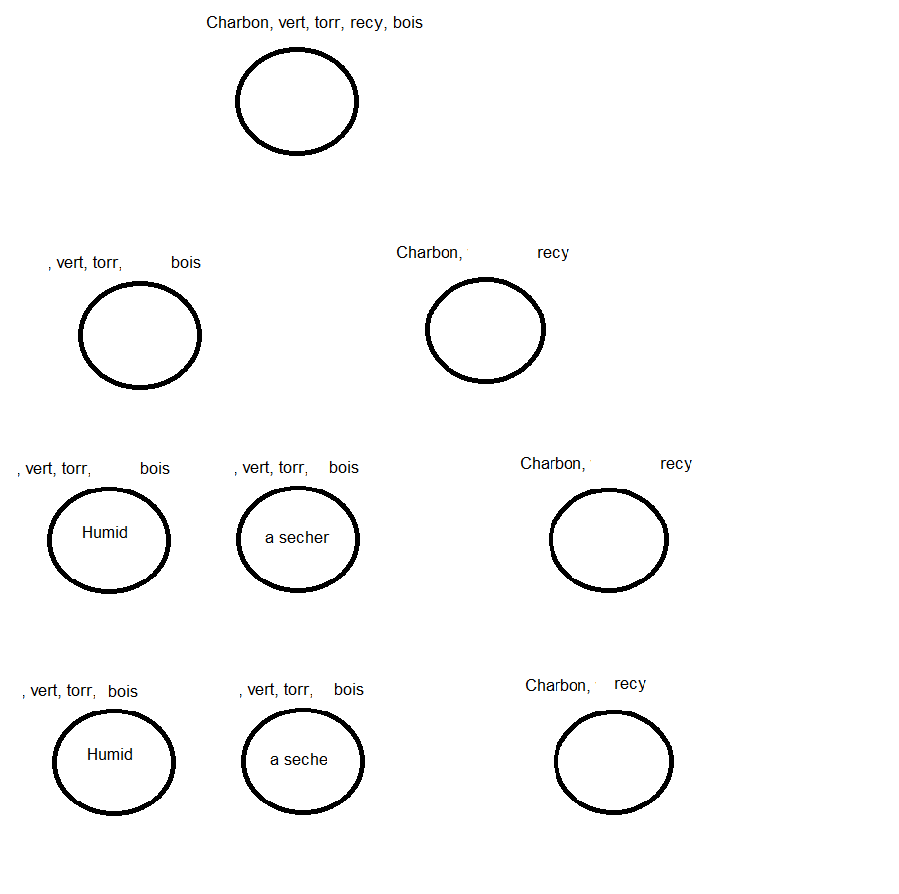 Charbon, vert, torr, recy, bois
, vert, torr, bois
Charbon, recy
, vert, torr, bois
, vert, torr, bois
Charbon, recy
Humid
a secher
, vert, torr, bois
, vert, torr, bois
Charbon, recy
Humid
a seche